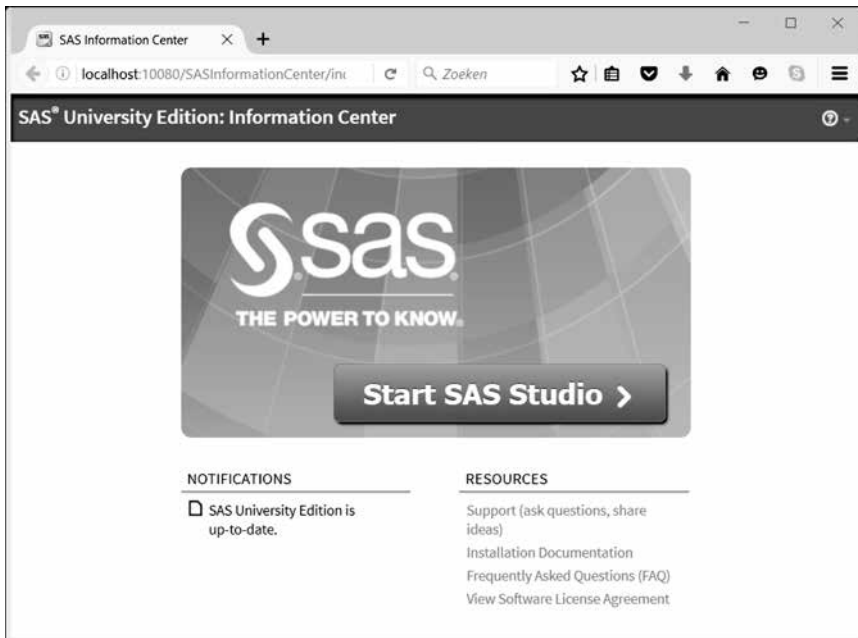 SAS Information Center
localhost:10080/SASInformationCenter/in
Zoeken
SAS® University Edition: Information Center
sas
THE POWER TO KNOW.
Start SAS Studio
NOTIFICATIONS
SAS University Edition is
up-to-date.
RESOURCES
Support (ask questions, share
ideas)
Installation Documentation
Frequently Asked Questions (FAQ)
View Software License Agreement